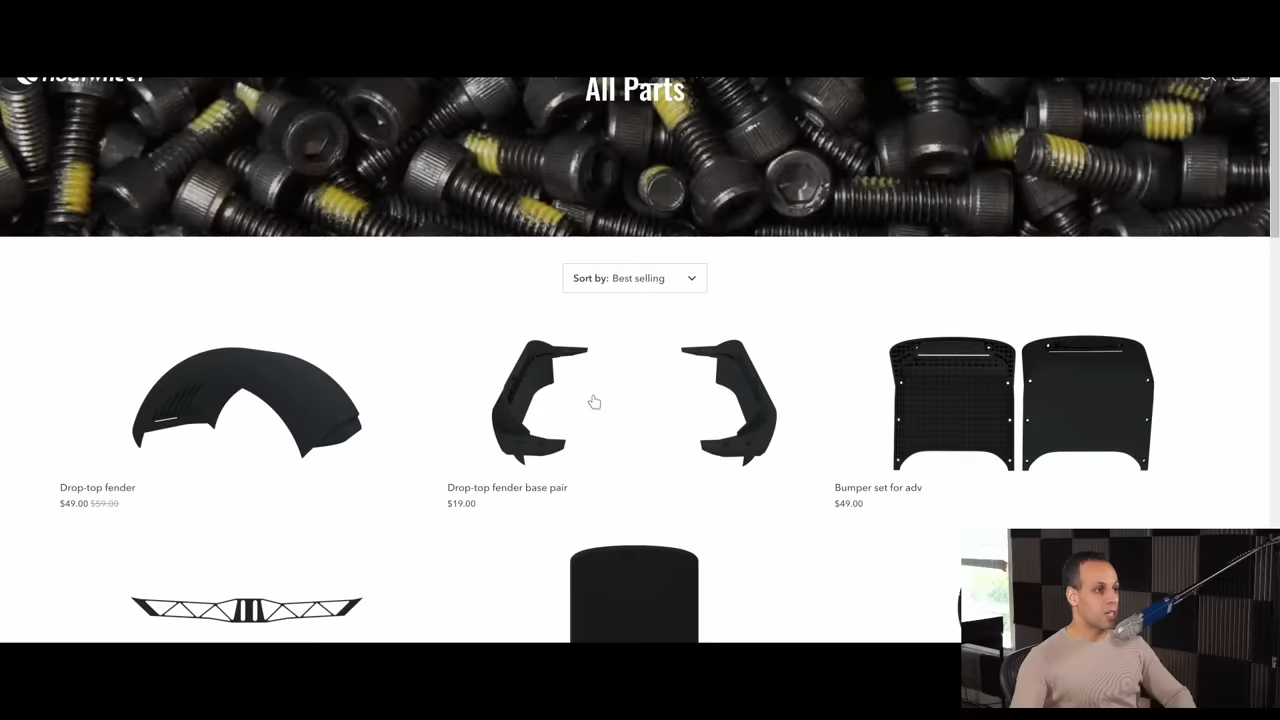 All Parts
Sort by: Best selling
Drop-top fender
$49.00 $59.00
Drop-top fender base pair
$19.00
Bumper set for adv
$49.00